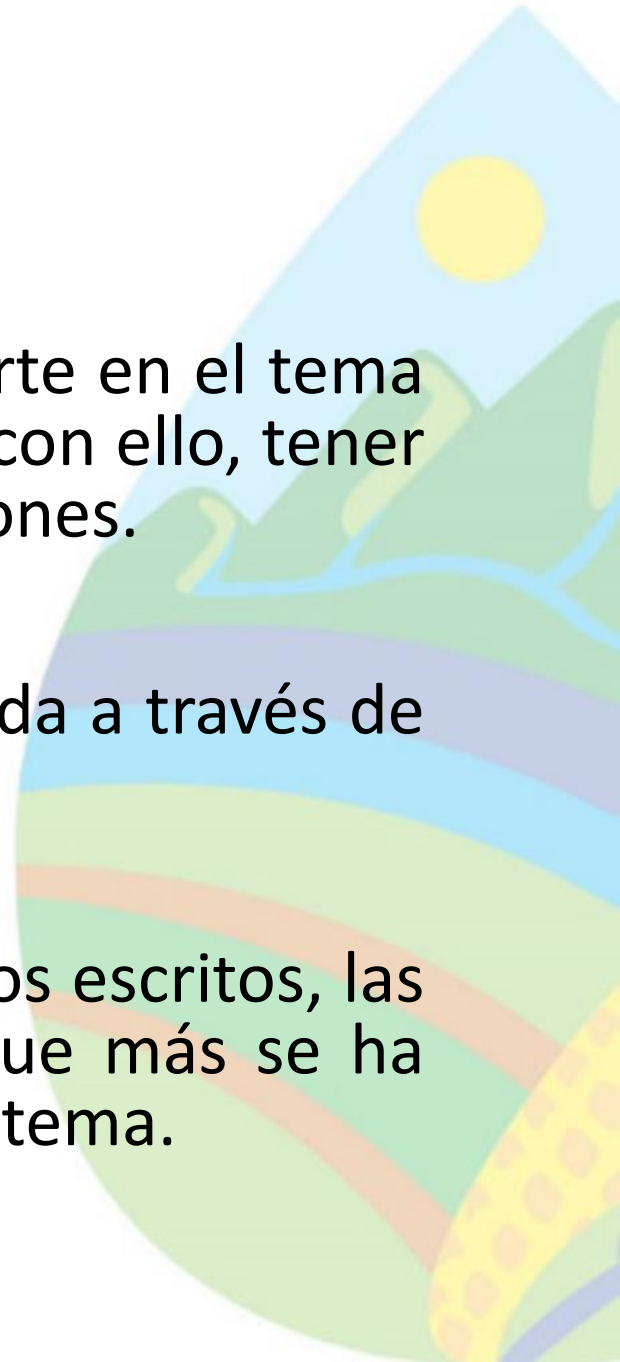 rte en el tema
con ello, tener
ones.
da a través de
os escritos, las
ue más se ha
tema.